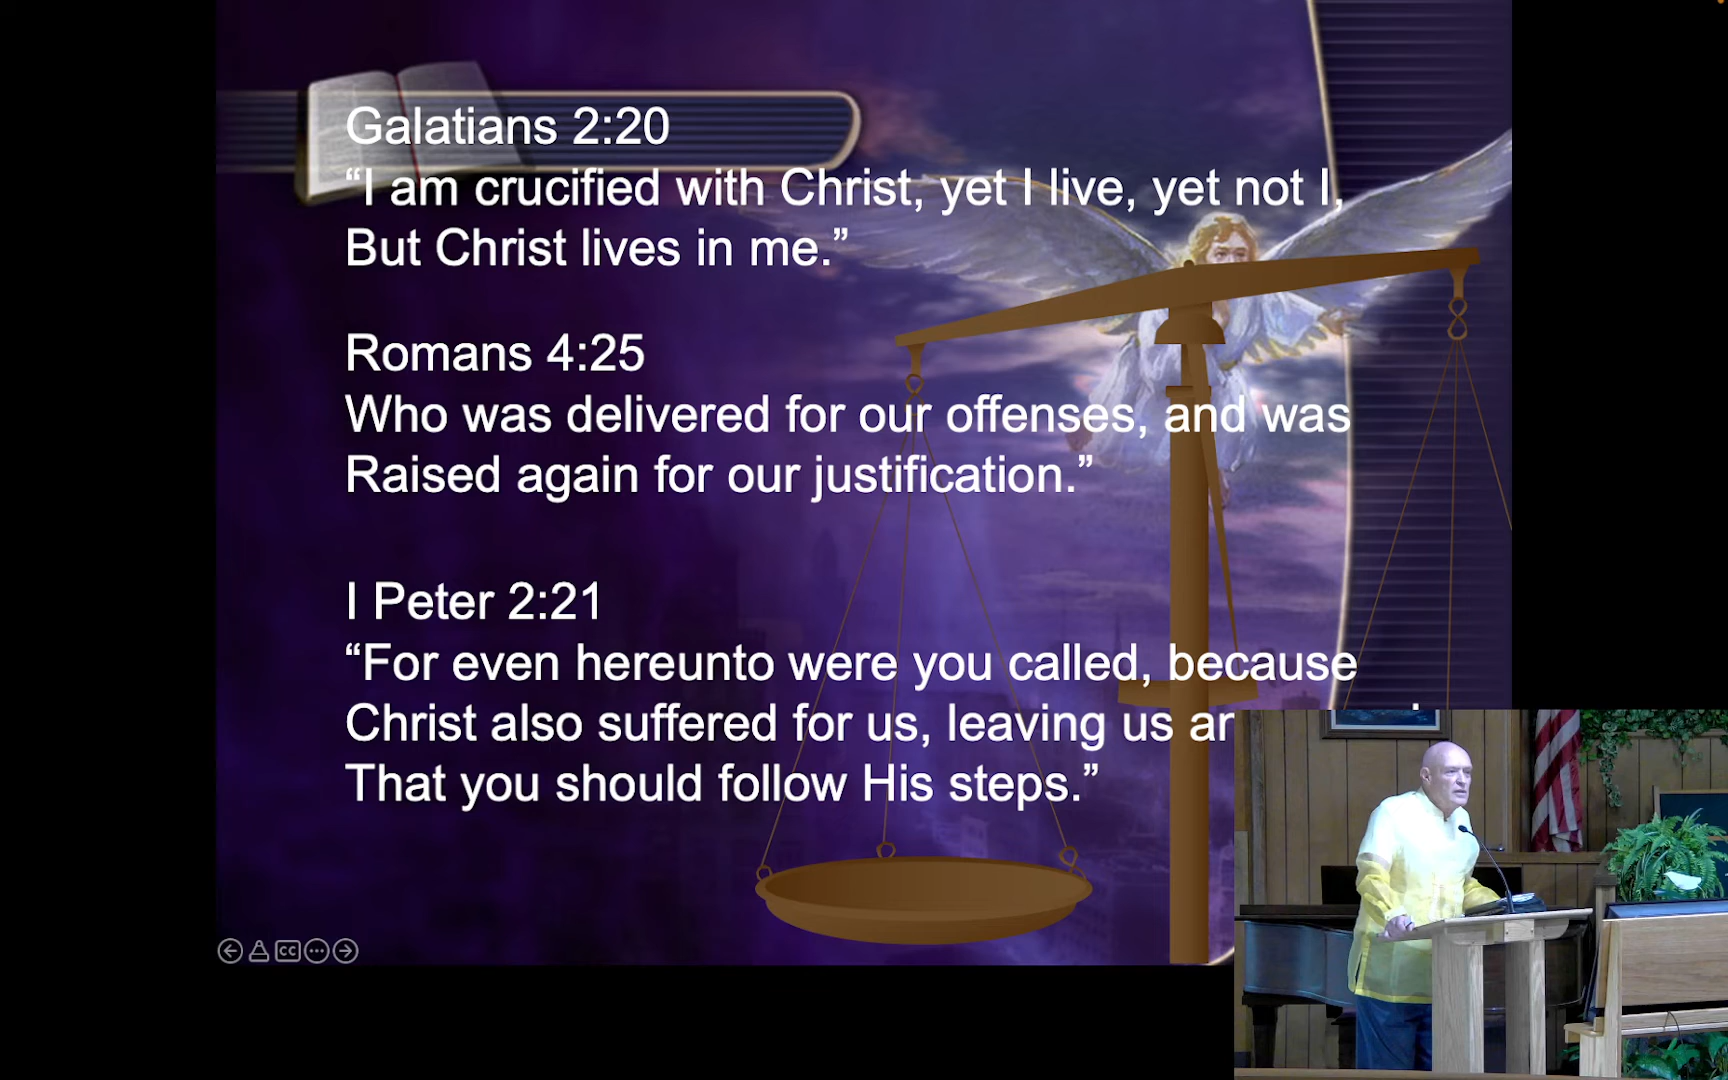 Galatians 2:20
“I am crucified with Christ, yet I live, yet not I,
But Christ lives in me.”
Romans 4:25
Who was delivered for our offenses, and was
Raised again for our justification.”
I Peter 2:21
“For even hereunto were you called, because
Christ also suffered for us, leaving us
That you should follow His steps.”
CC